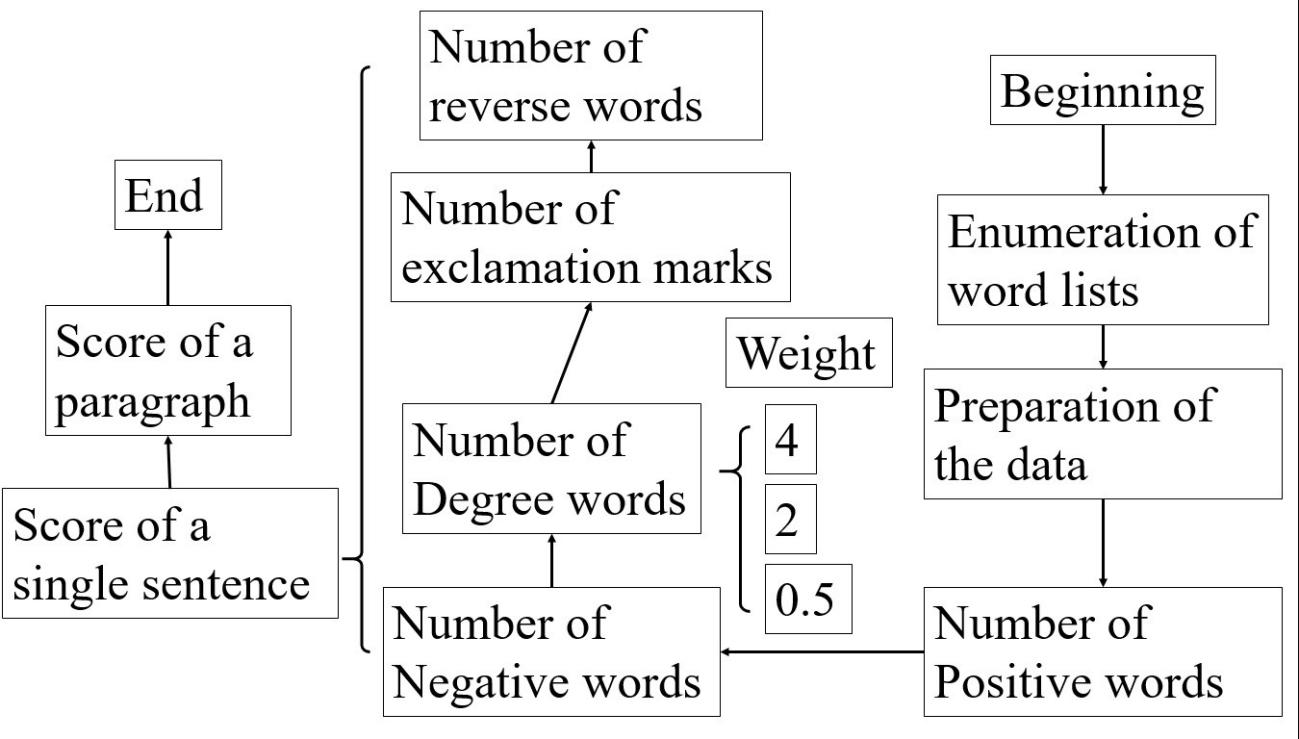 Number of
reverse words
Beginning
End
Number of
exclamation marks
Enumeration of
word lists
Score of a
paragraph
Weight
Preparation of
the data
Number of
Degree words
4
2
0.5
Score of a
single sentence
Number of
Negative words
Number of
Positive words